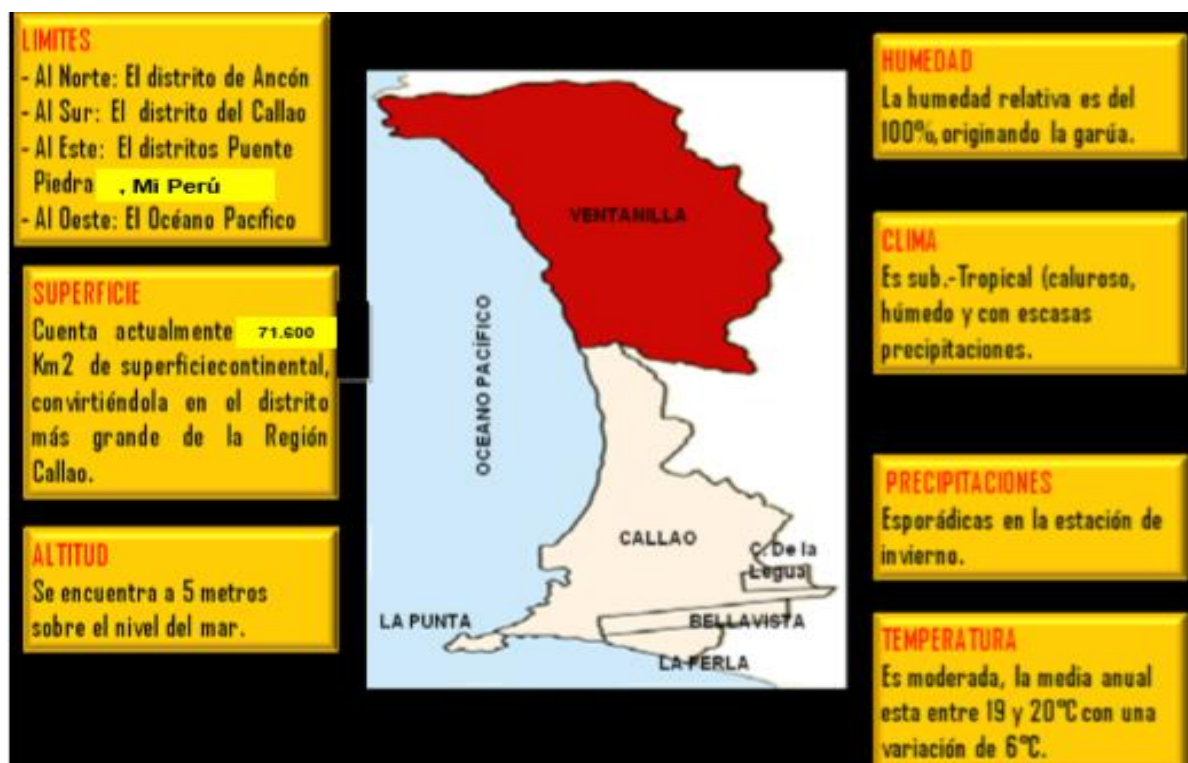 LIMITES
- Al Norte: El distrito de Ancón
- Al Sur: El distrito del Callao
- Al Este: El distritos Puente
Piedra , Mi Perú
- Al Oeste: El Océano Pacífico
SUPERFICIE
Cuenta actualmente 71.600
Km2 de superficiecontinental,
convirtiéndola en el distrito
más grande de la Región
Callao.
ALTITUD
Se encuentra a 5 metros
sobre el nivel del mar.
VENTANILLA
OCEANO PACÍFICO
CALLAO
C. De la
Legua
LA PUNTA
BELLAVISTA
LA PERLA
HUMEDAD
La humedad relativa es del
100%, originando la garúa.
CLIMA
Es sub.-Tropical (caluroso,
húmedo y con escasas
precipitaciones.
PRECIPITACIONES
Esporádicas en la estación de
invierno.
TEMPERATURA
Es moderada, la media anual
esta entre 19 y 20°C con una
variación de 6°C.